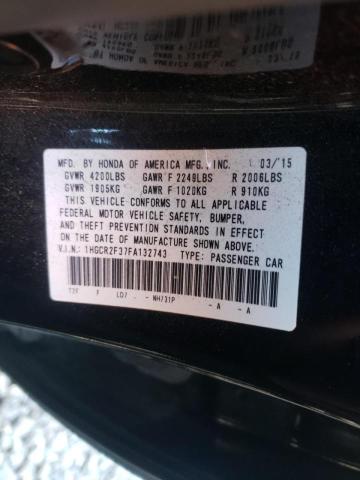 MFD. BY HONDA OF AMERICA MFG.,INC. 03/15
GVWR 4200LBS GAWR F 2249LBS R 2006LBS
GVWR 1905KG GAWR F 1020KG R 910KG
THIS VEHICLE CONFORMS TO ALL APPLICABLE
FEDERAL MOTOR VEHICLE SAFETY, BUMPER,
AND THEFT PREVENTION STANDARDS IN EFFECT
ON THE DATE OF MANUFACTURE SHOWN ABOVE.
V.I.N.: 1HGCR2F37FA132743 TYPE: PASSENGER CAR
T2F F LD7 - NH731P - A - A